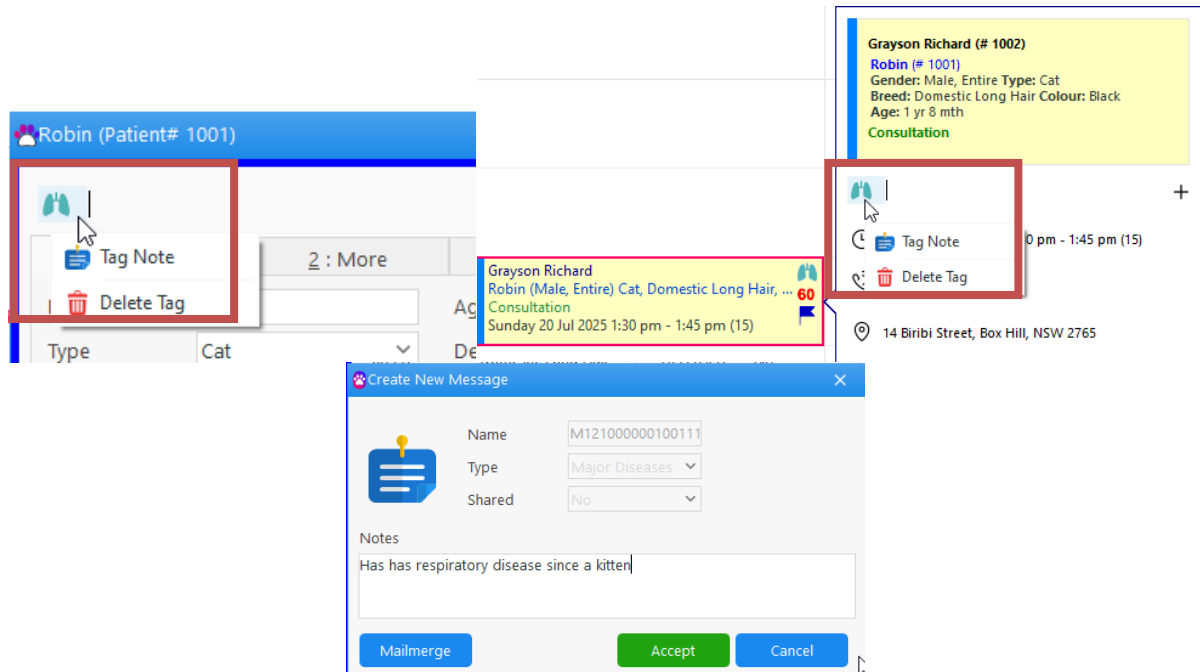 Robin (Patient# 1001)
Tag Note
Delete Tag
2 : More
Ag
Type
Cat
De
Grayson Richard
Robin (Male, Entire) Cat, Domestic Long Hair, ...
60
Consultation
Sunday 20 Jul 2025 1:30 pm - 1:45 pm (15)
Grayson Richard (# 1002)
Robin (# 1001)
Gender: Male, Entire Type: Cat
Breed: Domestic Long Hair Colour: Black
Age: 1 yr 8 mth
Consultation
+
Tag Note
0 pm - 1:45 pm (15)
Delete Tag
14 Biribi Street, Box Hill, NSW 2765
Create New Message
Name
M121000000100111
Type
Major Diseases
Shared
No
Notes
Has has respiratory disease since a kitten
Mailmerge
Accept
Cancel